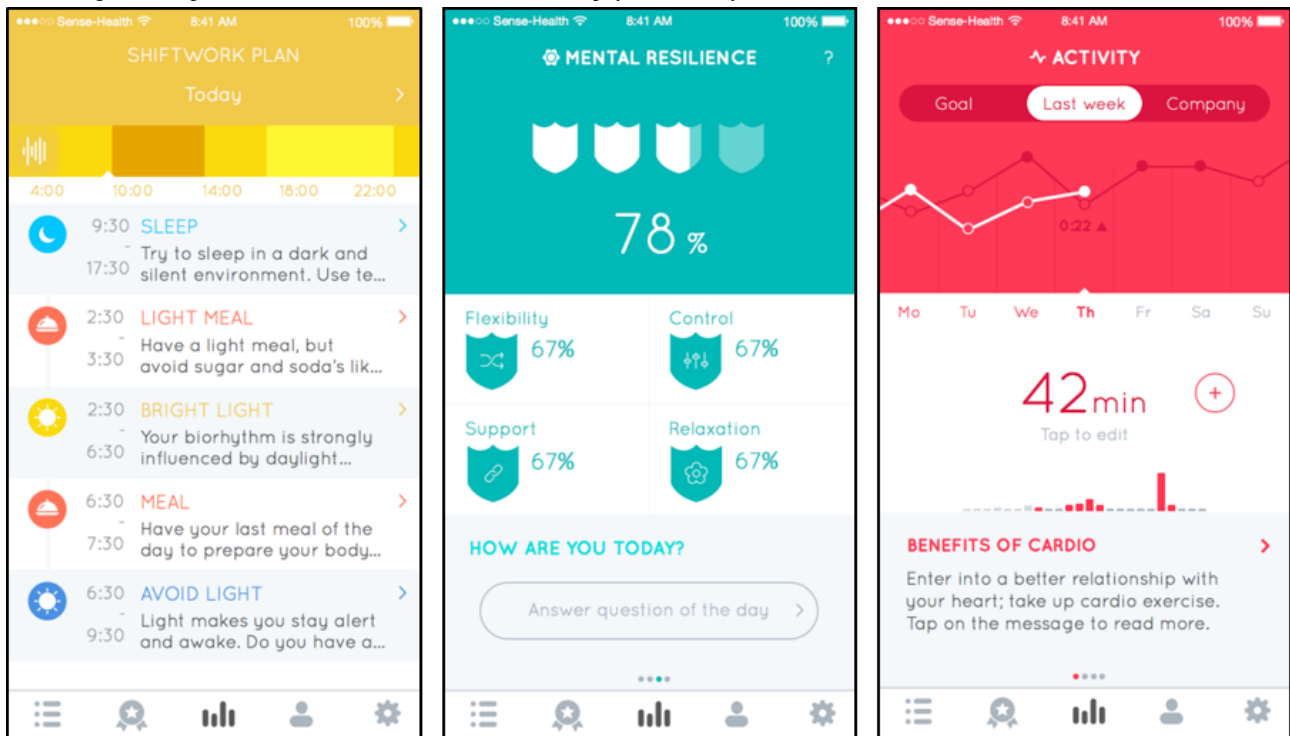 Sense-Health 8:41 AM 100%
SHIFTWORK PLAN
Today
4:00 10:00 14:00 18:00 22:00
9:30 - 17:30 SLEEP
Try to sleep in a dark and
silent environment. Use te...
2:30 - 3:30 LIGHT MEAL
Have a light meal, but
avoid sugar and soda's lik...
2:30 - 6:30 BRIGHT LIGHT
Your biorhythm is strongly
influenced by daylight...
6:30 - 7:30 MEAL
Have your last meal of the
day to prepare your body...
6:30 - 9:30 AVOID LIGHT
Light makes you stay alert
and awake. Do you have a...
Sense-Health 8:41 AM 100%
MENTAL RESILIENCE ?
78 %
Flexibility
67%
Control
67%
Support
67%
Relaxation
67%
HOW ARE YOU TODAY?
Answer question of the day
Sense-Health 8:41 AM 100%
ACTIVITY
Goal Last week Company
0:22 ▲
Mo Tu We Th Fr Sa Su
42min
Tap to edit
BENEFITS OF CARDIO
Enter into a better relationship with
your heart; take up cardio exercise.
Tap on the message to read more.